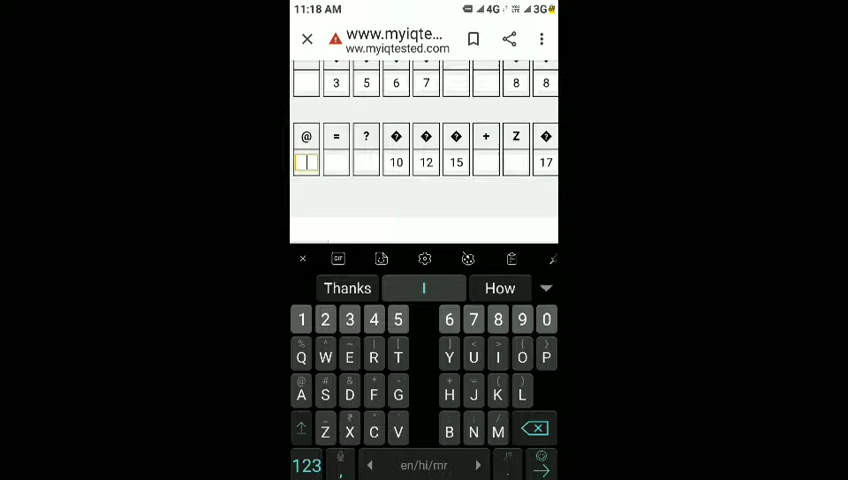 11:18 AM 4G 3G
www.myiqte...
ww.myiqtested.com
3 5 6 7 8 8
@ = ? � � � + Z �
10 12 15 17
GIF
Thanks I How
1 2 3 4 5 6 7 8 9 0
% ^ ~ | [ ] < > { }
Q W E R T Y U I O P
@ # & * - + = ( )
A S D F G H J K L
_ ₹ " ' : ; /
Z X C V B N M
123 , en/hi/mr .